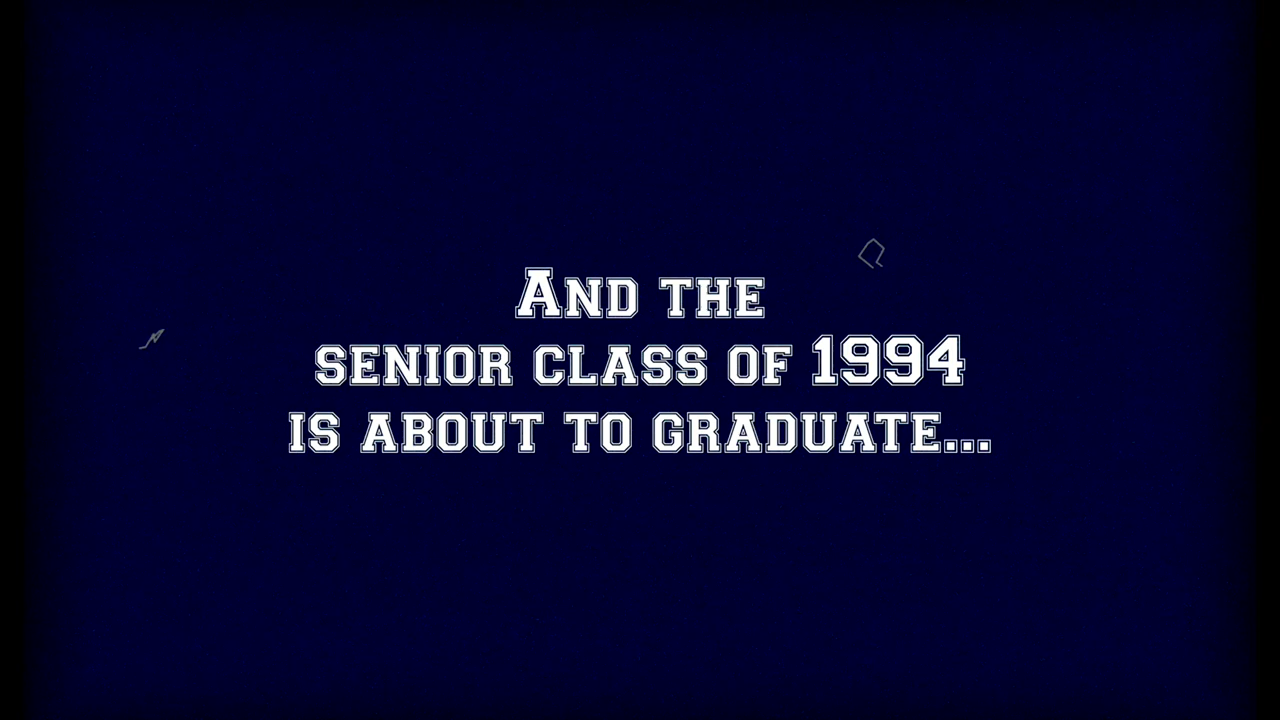 And the
senior class of 1994
is about to graduate...